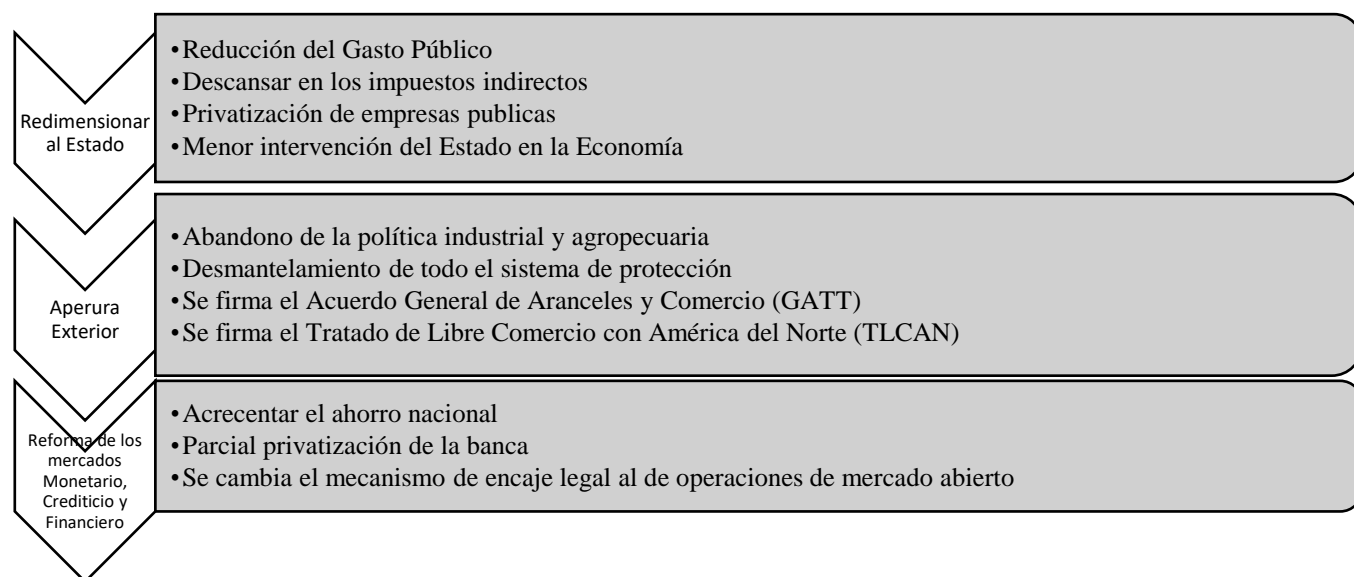 Redimensionar
al Estado
•Reducción del Gasto Público
•Descansar en los impuestos indirectos
•Privatización de empresas publicas
•Menor intervención del Estado en la Economía
Aperura
Exterior
•Abandono de la política industrial y agropecuaria
•Desmantelamiento de todo el sistema de protección
•Se firma el Acuerdo General de Aranceles y Comercio (GATT)
•Se firma el Tratado de Libre Comercio con América del Norte (TLCAN)
Reforma de los
mercados
Monetario,
Crediticio y
Financiero
•Acrecentar el ahorro nacional
•Parcial privatización de la banca
•Se cambia el mecanismo de encaje legal al de operaciones de mercado abierto